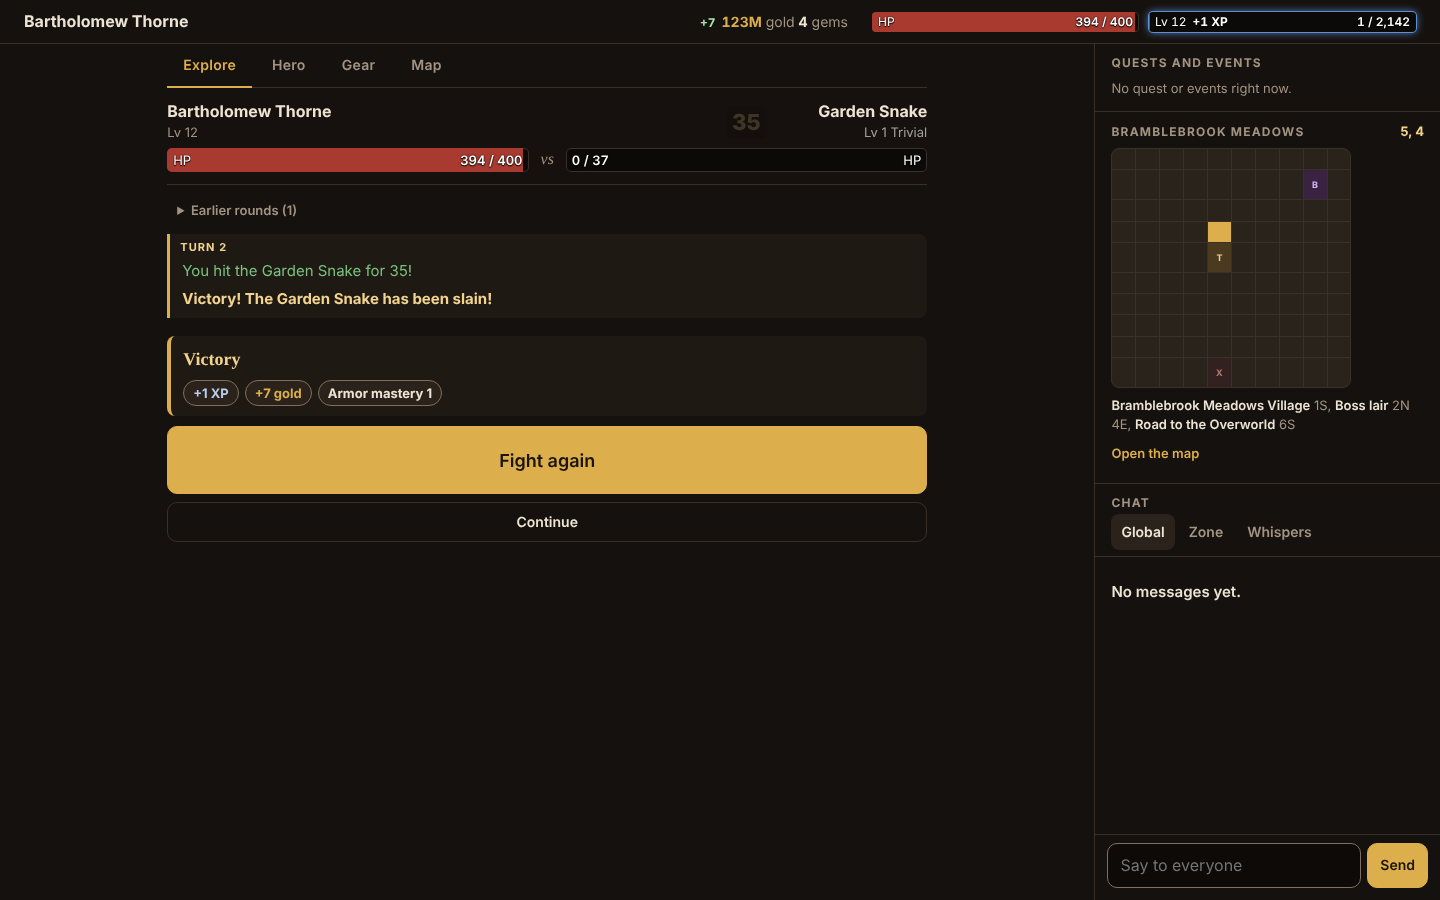 Bartholomew Thorne
+7 123M gold 4 gems
HP 394 / 400
Lv 12 +1 XP 1 / 2,142
Explore Hero Gear Map
Bartholomew Thorne
Lv 12
35
Garden Snake
Lv 1 Trivial
HP 394 / 400 vs 0 / 37 HP
▶ Earlier rounds (1)
TURN 2
You hit the Garden Snake for 35!
Victory! The Garden Snake has been slain!
Victory
+1 XP +7 gold Armor mastery 1
Fight again
Continue
QUESTS AND EVENTS
No quest or events right now.
BRAMBLEBROOK MEADOWS 5, 4
B
T
X
Bramblebrook Meadows Village 1S, Boss lair 2N
4E, Road to the Overworld 6S
Open the map
CHAT
Global Zone Whispers
No messages yet.
Say to everyone Send